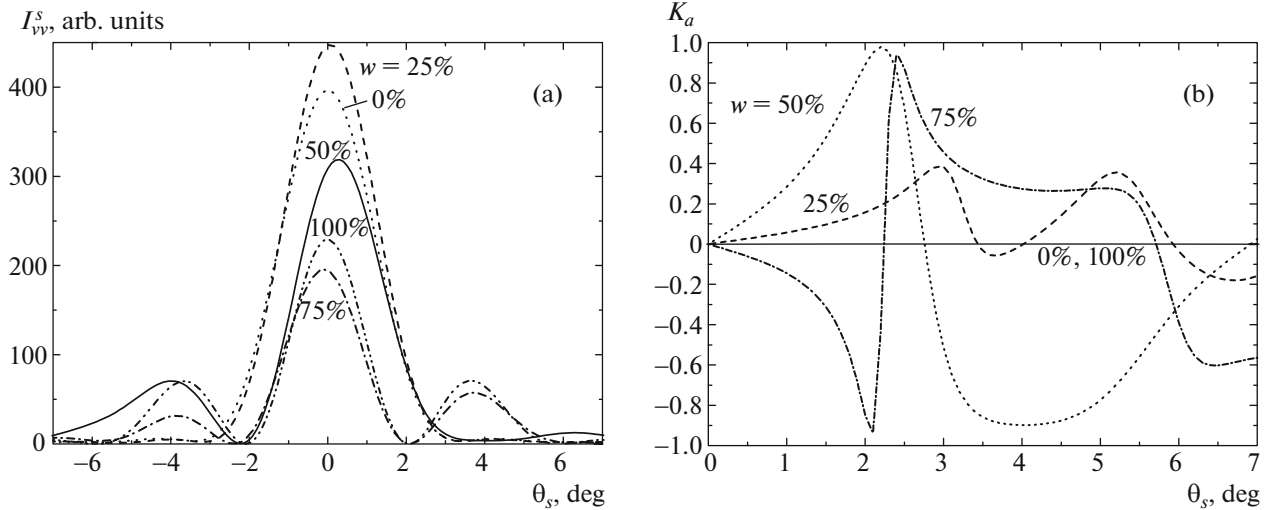 I^s_vv, arb. units
400
300
200
100
0
w = 25%
0%
50%
100%
75%
(a)
−6 −4 −2 0 2 4 6
θ_s, deg
K_a
1.0
0.8
0.6
0.4
0.2
0
−0.2
−0.4
−0.6
−0.8
−1.0
w = 50%
75%
25%
0%, 100%
(b)
0 1 2 3 4 5 6 7
θ_s, deg